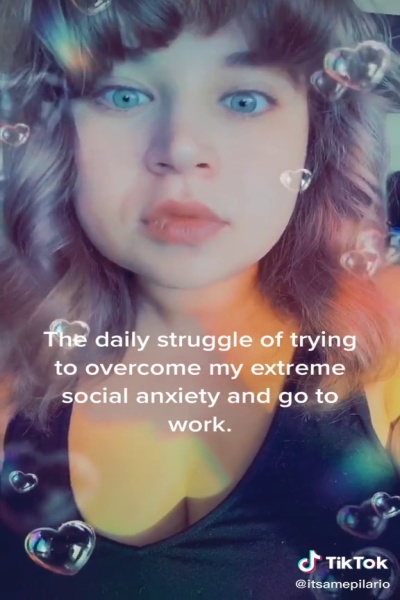 The daily struggle of trying
to overcome my extreme
social anxiety and go to
work.
TikTok
@itsamepilario